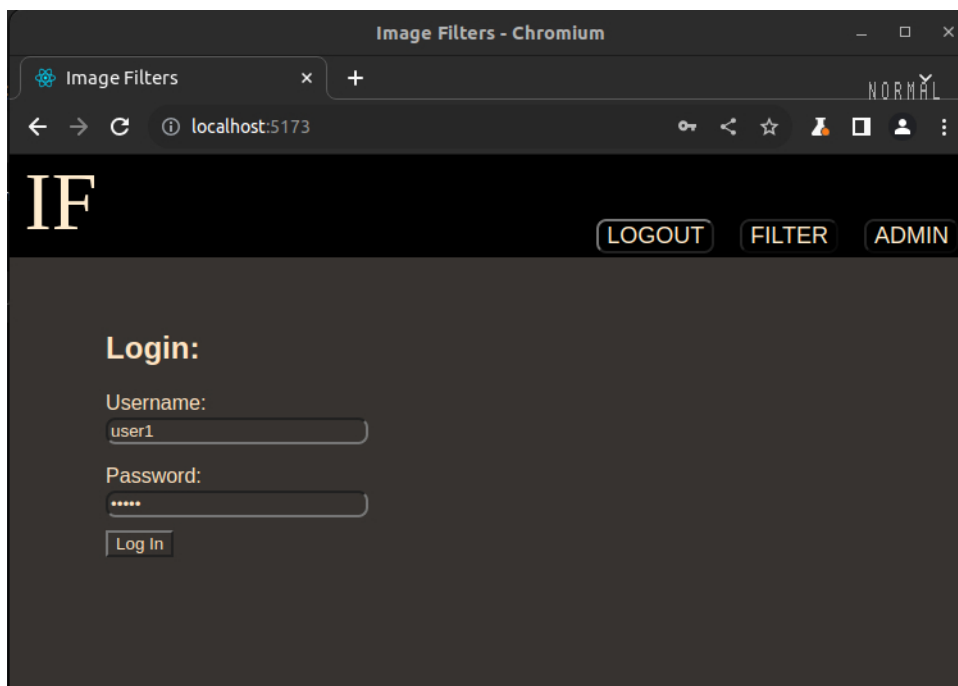 Image Filters - Chromium
Image Filters
NORMAL
localhost:5173
IF
LOGOUT FILTER ADMIN
Login:
Username:
user1
Password:
•••••
Log In